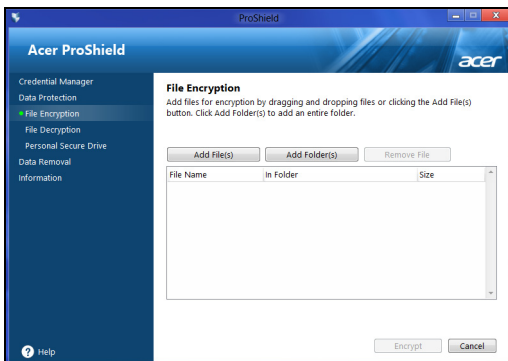 ProShield
Acer ProShield
acer
Credential Manager
Data Protection
File Encryption
File Decryption
Personal Secure Drive
Data Removal
Information
Help
File Encryption
Add files for encryption by dragging and dropping files or clicking the Add File(s)
button. Click Add Folder(s) to add an entire folder.
Add File(s) Add Folder(s) Remove File
File Name In Folder Size
Encrypt Cancel